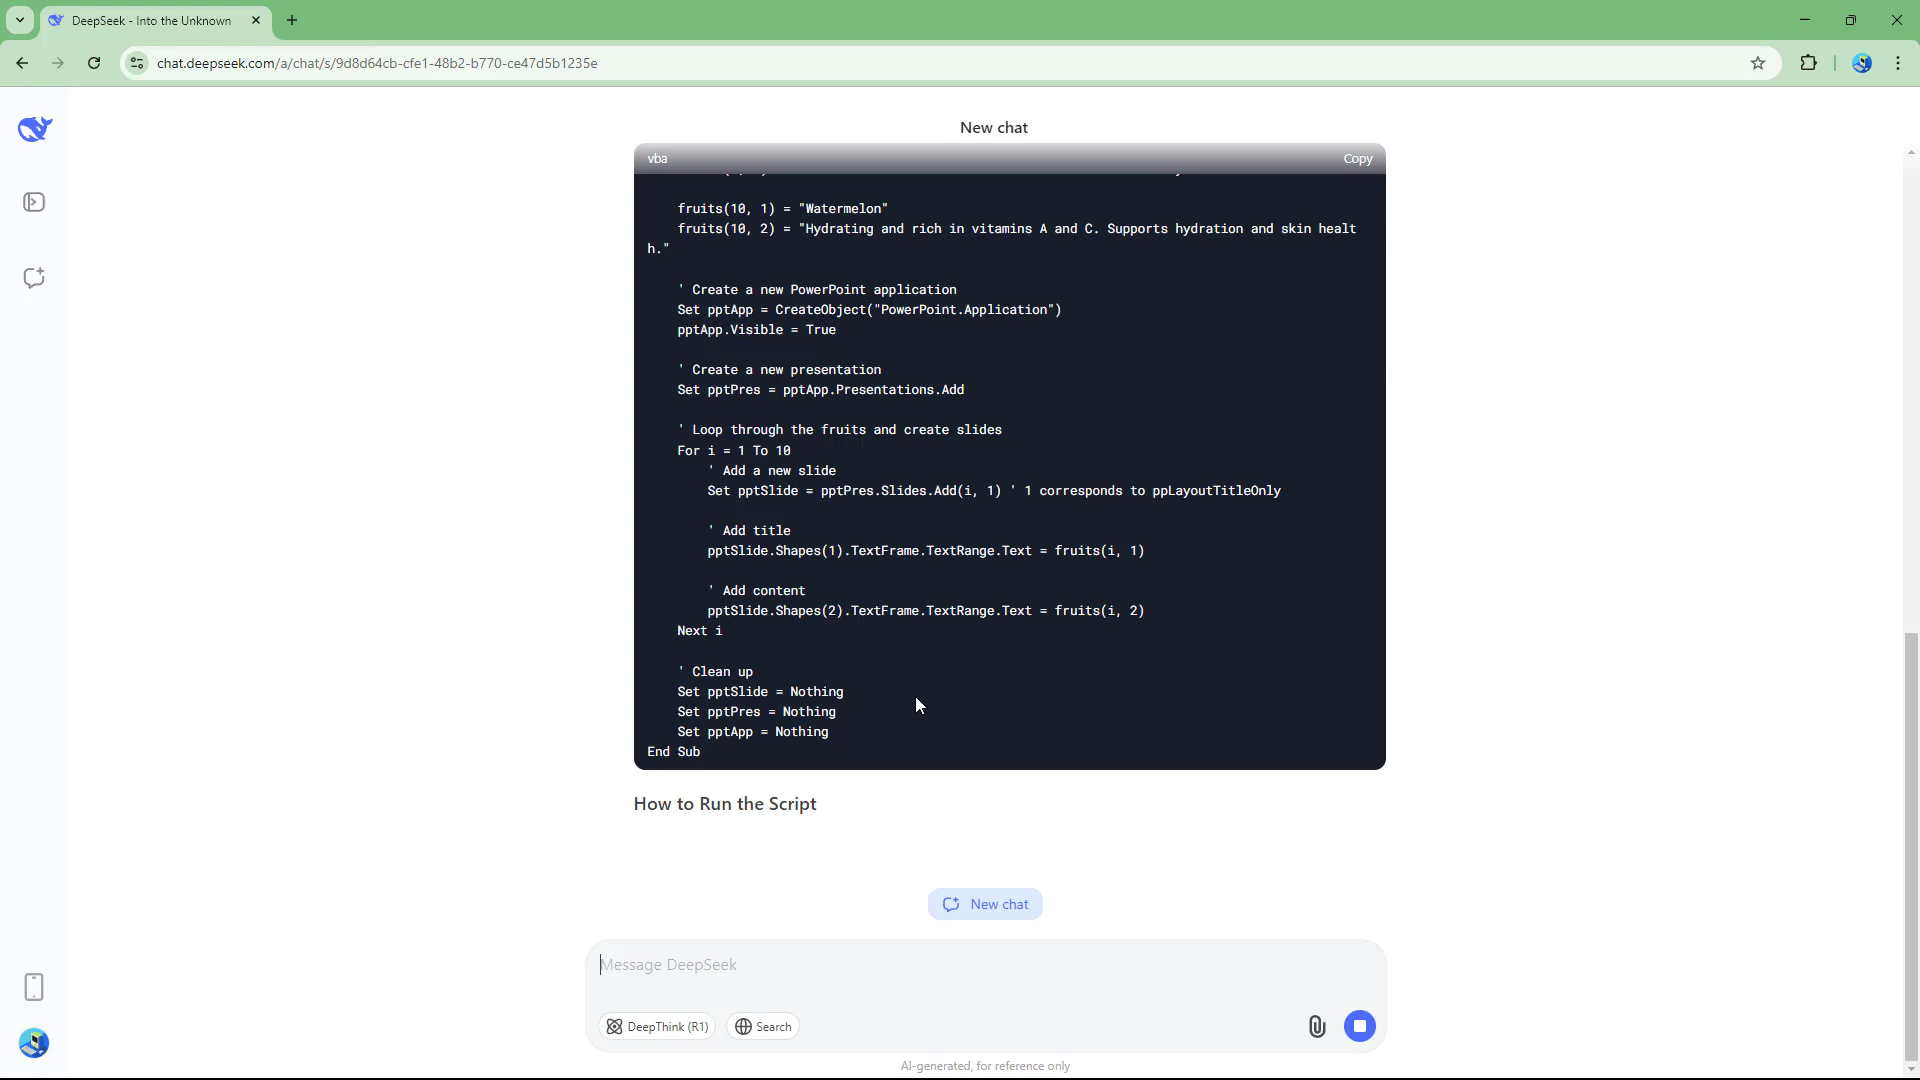 DeepSeek - Into the Unknown
chat.deepseek.com/a/chat/s/9d8d64cb-cfe1-48b2-b770-ce47d5b1235e
New chat
vba
Copy
fruits(10, 1) = "Watermelon"
fruits(10, 2) = "Hydrating and rich in vitamins A and C. Supports hydration and skin healt
h."
' Create a new PowerPoint application
Set pptApp = CreateObject("PowerPoint.Application")
pptApp.Visible = True
' Create a new presentation
Set pptPres = pptApp.Presentations.Add
' Loop through the fruits and create slides
For i = 1 To 10
' Add a new slide
Set pptSlide = pptPres.Slides.Add(i, 1) ' 1 corresponds to ppLayoutTitleOnly
' Add title
pptSlide.Shapes(1).TextFrame.TextRange.Text = fruits(i, 1)
' Add content
pptSlide.Shapes(2).TextFrame.TextRange.Text = fruits(i, 2)
Next i
' Clean up
Set pptSlide = Nothing
Set pptPres = Nothing
Set pptApp = Nothing
End Sub
How to Run the Script
New chat
Message DeepSeek
DeepThink (R1)
Search
AI-generated, for reference only